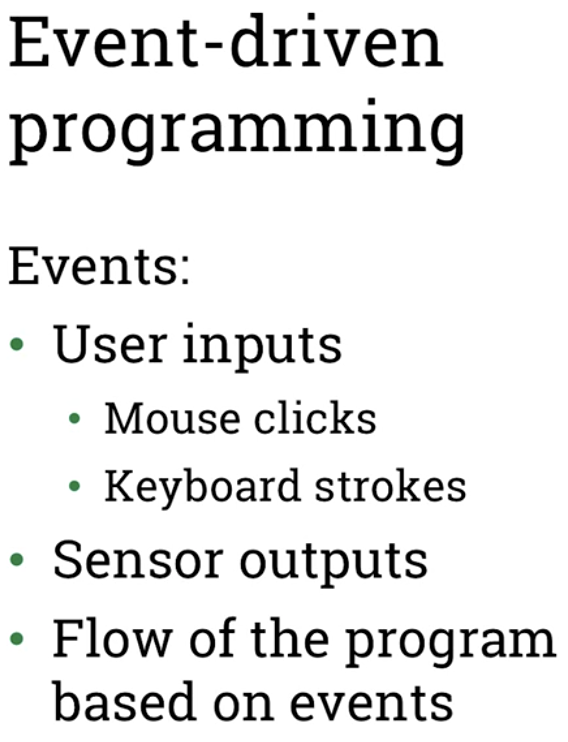 Event-driven
programming
Events:
• User inputs
• Mouse clicks
• Keyboard strokes
• Sensor outputs
• Flow of the program
based on events